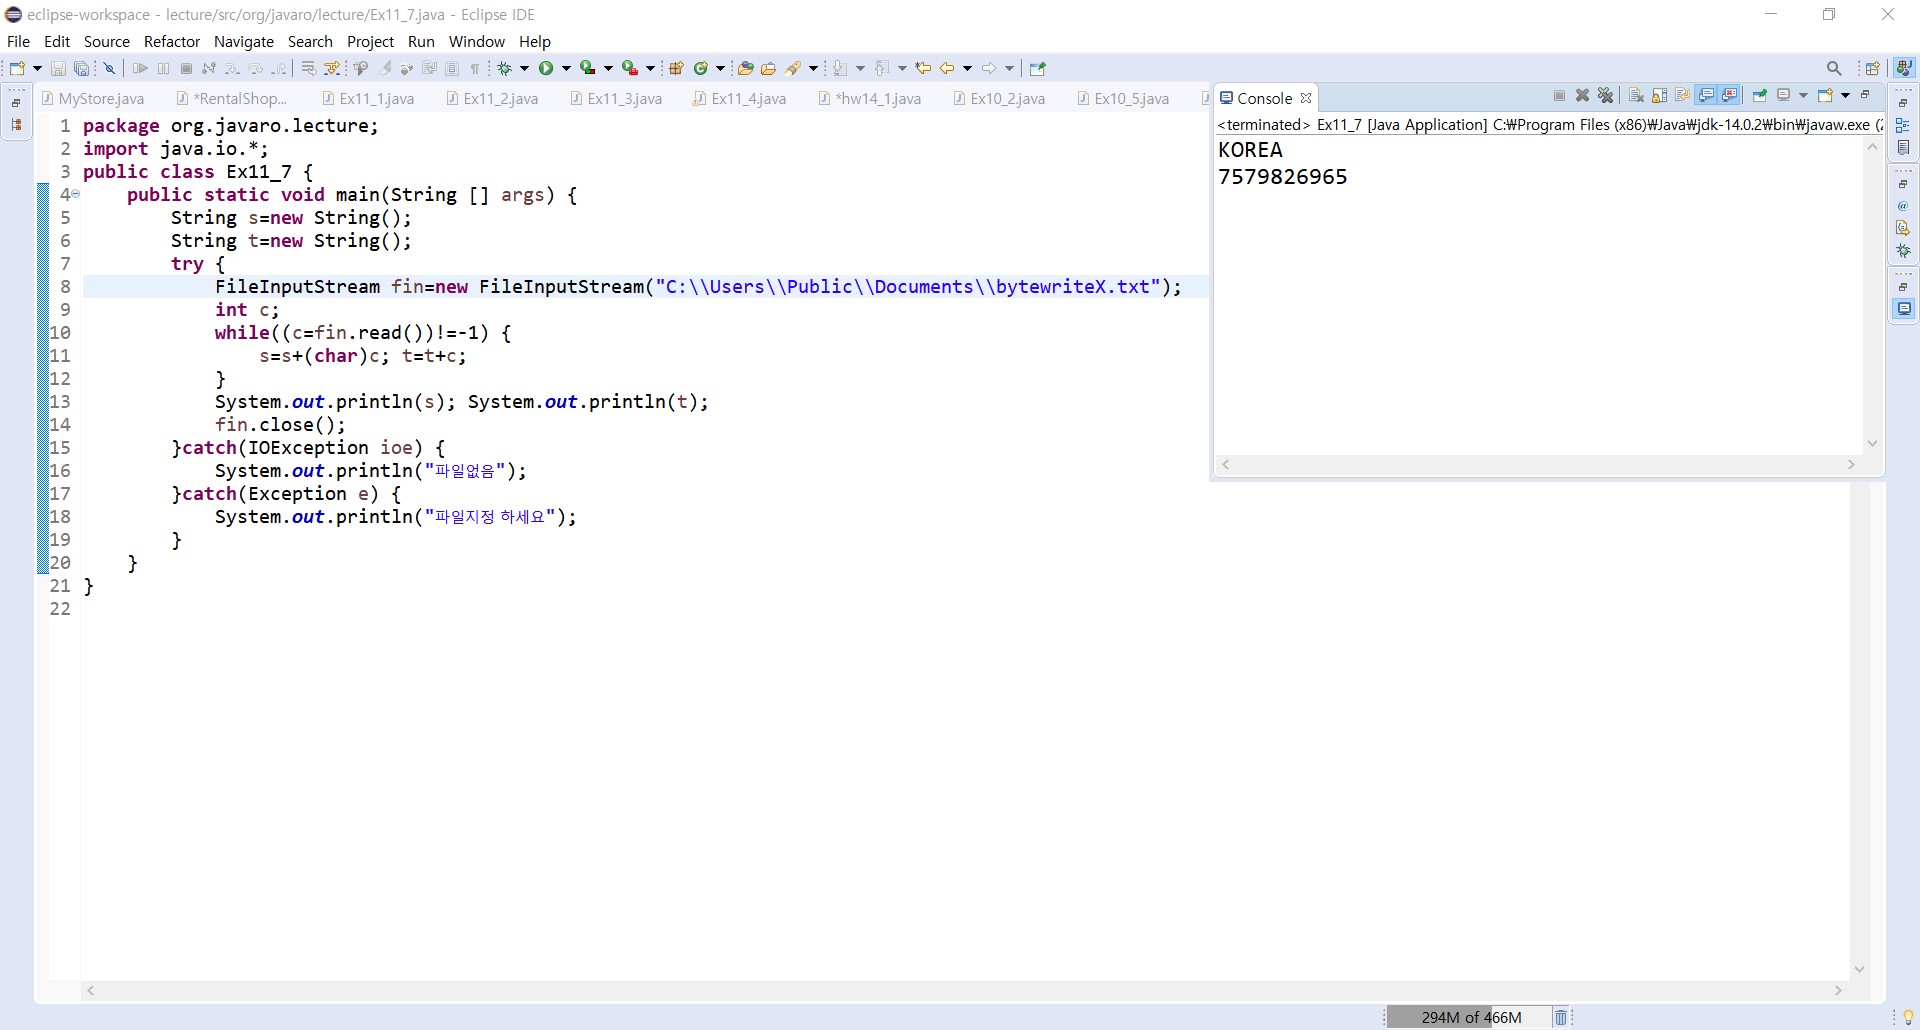 eclipse-workspace - lecture/src/org/javaro/lecture/Ex11_7.java - Eclipse IDE
File Edit Source Refactor Navigate Search Project Run Window Help
MyStore.java *RentalShop... Ex11_1.java Ex11_2.java Ex11_3.java Ex11_4.java *hw14_1.java Ex10_2.java Ex10_5.java
1 package org.javaro.lecture;
2 import java.io.*;
3 public class Ex11_7 {
4 public static void main(String [] args) {
5 String s=new String();
6 String t=new String();
7 try {
8 FileInputStream fin=new FileInputStream("C:\\Users\\Public\\Documents\\bytewriteX.txt");
9 int c;
10 while((c=fin.read())!=-1) {
11 s=s+(char)c; t=t+c;
12 }
13 System.out.println(s); System.out.println(t);
14 fin.close();
15 }catch(IOException ioe) {
16 System.out.println("파일없음");
17 }catch(Exception e) {
18 System.out.println("파일지정 하세요");
19 }
20 }
21 }
22
Console
<terminated> Ex11_7 [Java Application] C:₩Program Files (x86)₩Java₩jdk-14.0.2₩bin₩javaw.exe (
KOREA
7579826965
294M of 466M